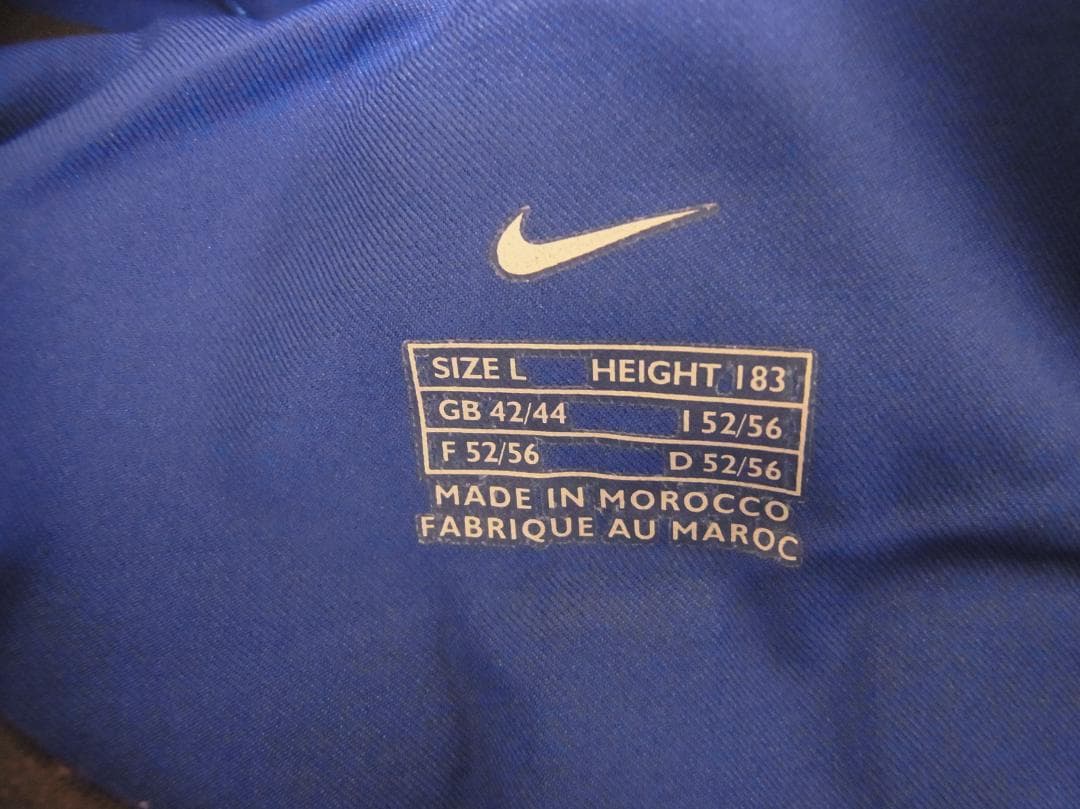 SIZE L HEIGHT 183
GB 42/44 I 52/56
F 52/56 D 52/56
MADE IN MOROCCO
FABRIQUE AU MAROC